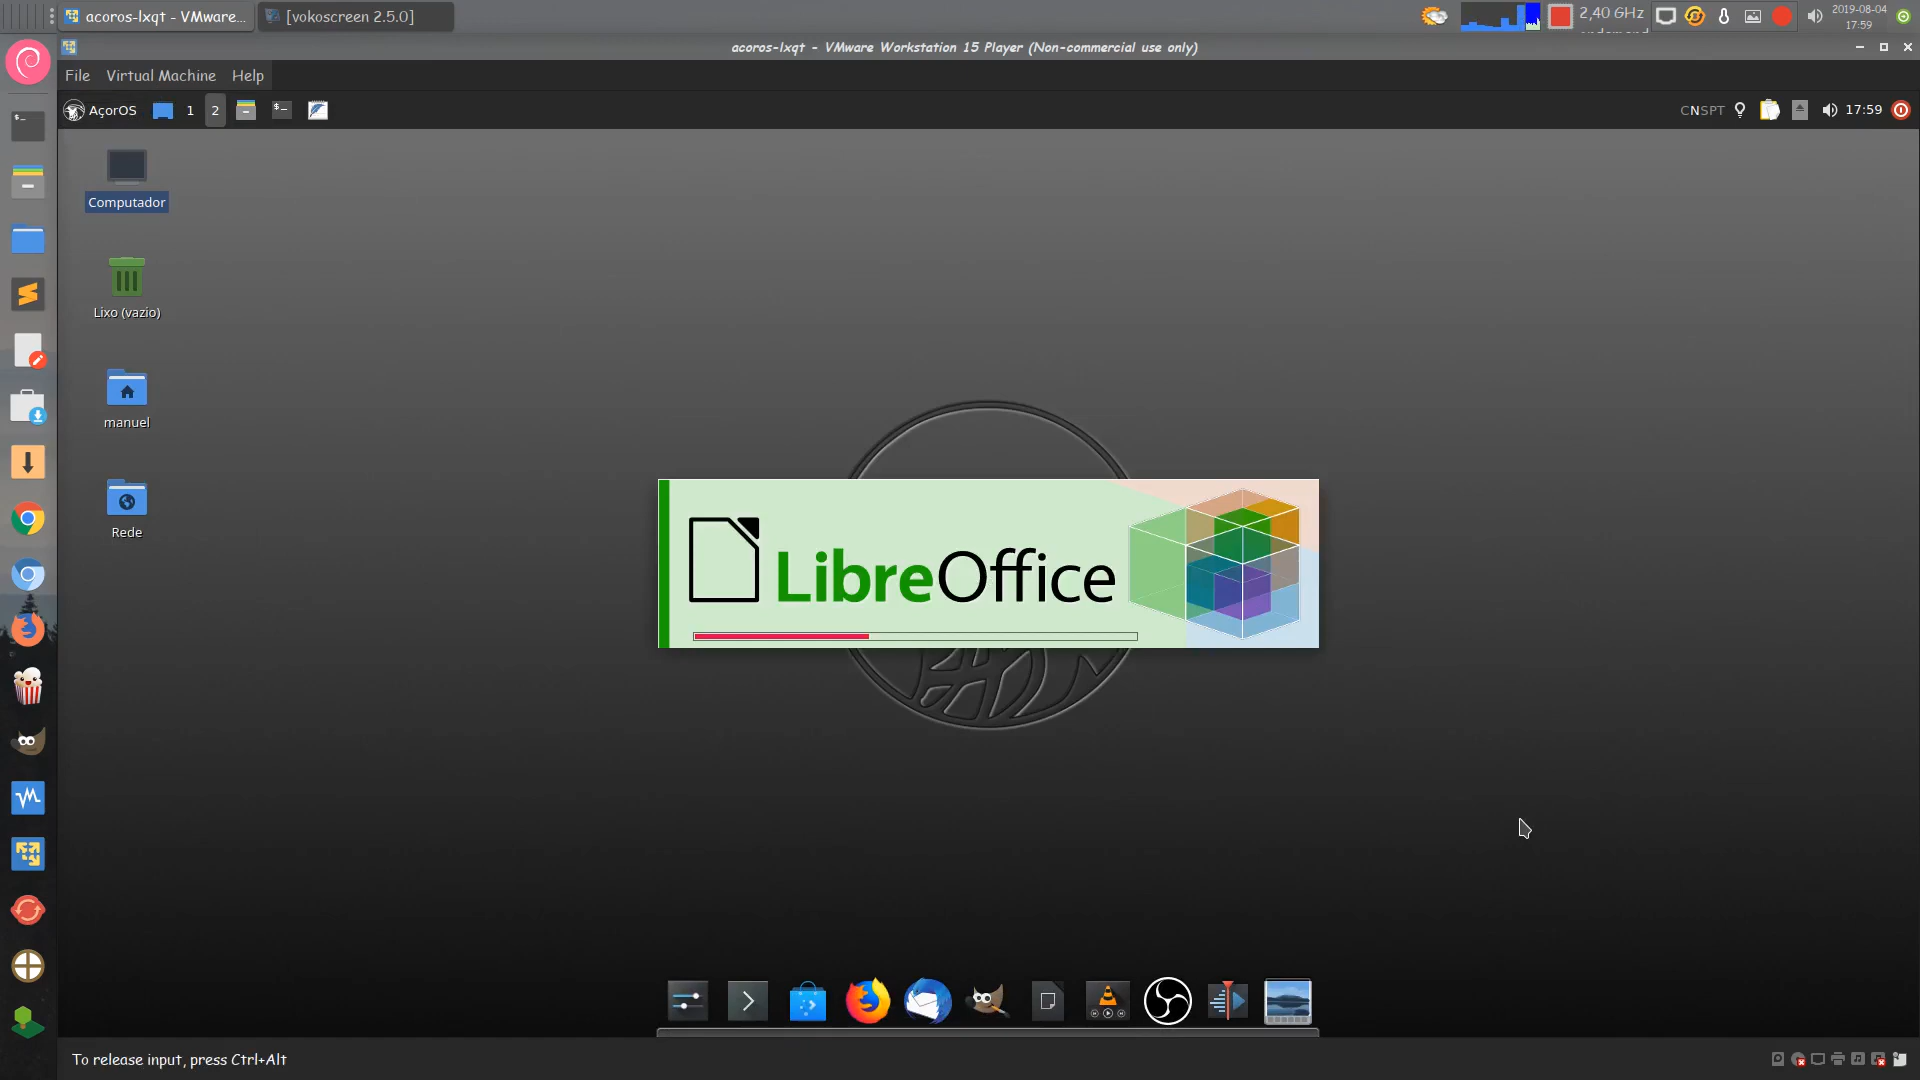 acoros-lxqt - VMware...
[vokoscreen 2.5.0]
2,40 GHz
2019-08-04
17:59
acoros-lxqt - VMware Workstation 15 Player (Non-commercial use only)
File Virtual Machine Help
AçorOS 1 2
CNSPT 17:59
Computador
Lixo (vazio)
manuel
Rede
LibreOffice
To release input, press Ctrl+Alt